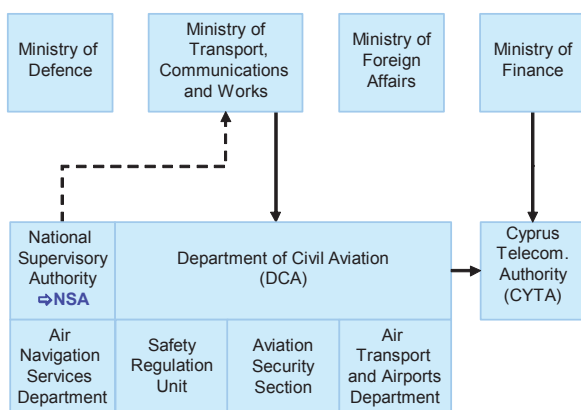 Ministry of
Defence
Ministry of
Transport,
Communications
and Works
Ministry of
Foreign
Affairs
Ministry of
Finance
National
Supervisory
Authority
⇨NSA
Department of Civil Aviation
(DCA)
Cyprus
Telecom.
Authority
(CYTA)
Air
Navigation
Services
Department
Safety
Regulation
Unit
Aviation
Security
Section
Air
Transport
and Airports
Department